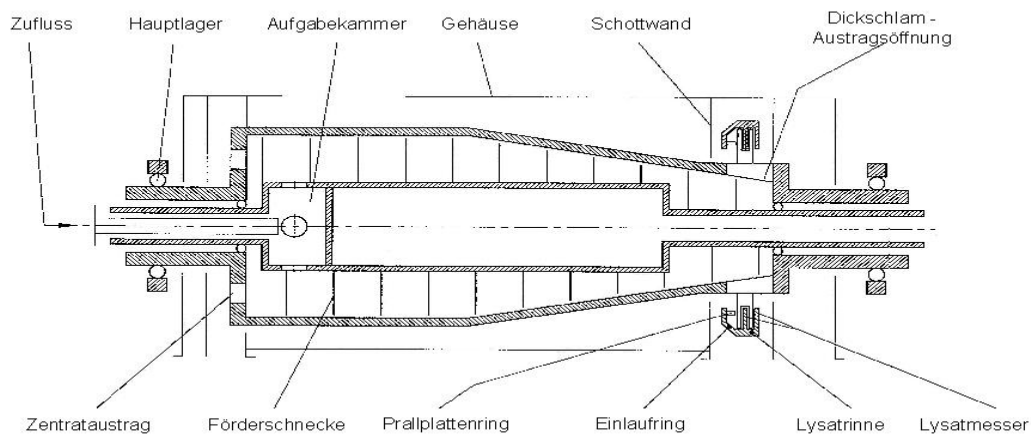 Zufluss
Hauptlager
Aufgabekammer
Gehäuse
Schottwand
Dickschlam -
Austragsöffnung
Zentrataustrag
Förderschnecke
Prallplattenring
Einlaufring
Lysatrinne
Lysatmesser